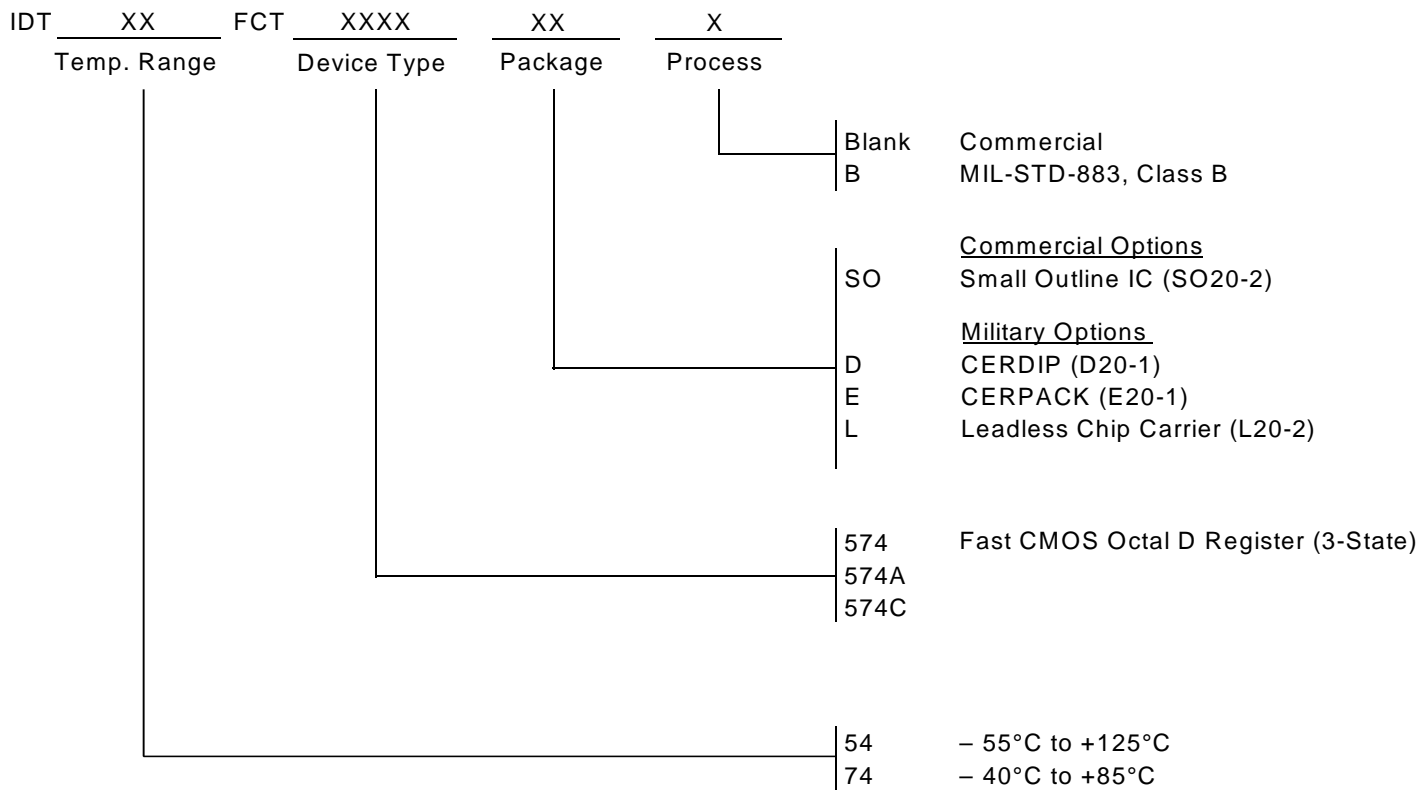 IDT XX FCT XXXX XX X
Temp. Range Device Type Package Process
Blank Commercial
B MIL-STD-883, Class B
Commercial Options
SO Small Outline IC (SO20-2)
Military Options
D CERDIP (D20-1)
E CERPACK (E20-1)
L Leadless Chip Carrier (L20-2)
574 Fast CMOS Octal D Register (3-State)
574A
574C
54 – 55°C to +125°C
74 – 40°C to +85°C